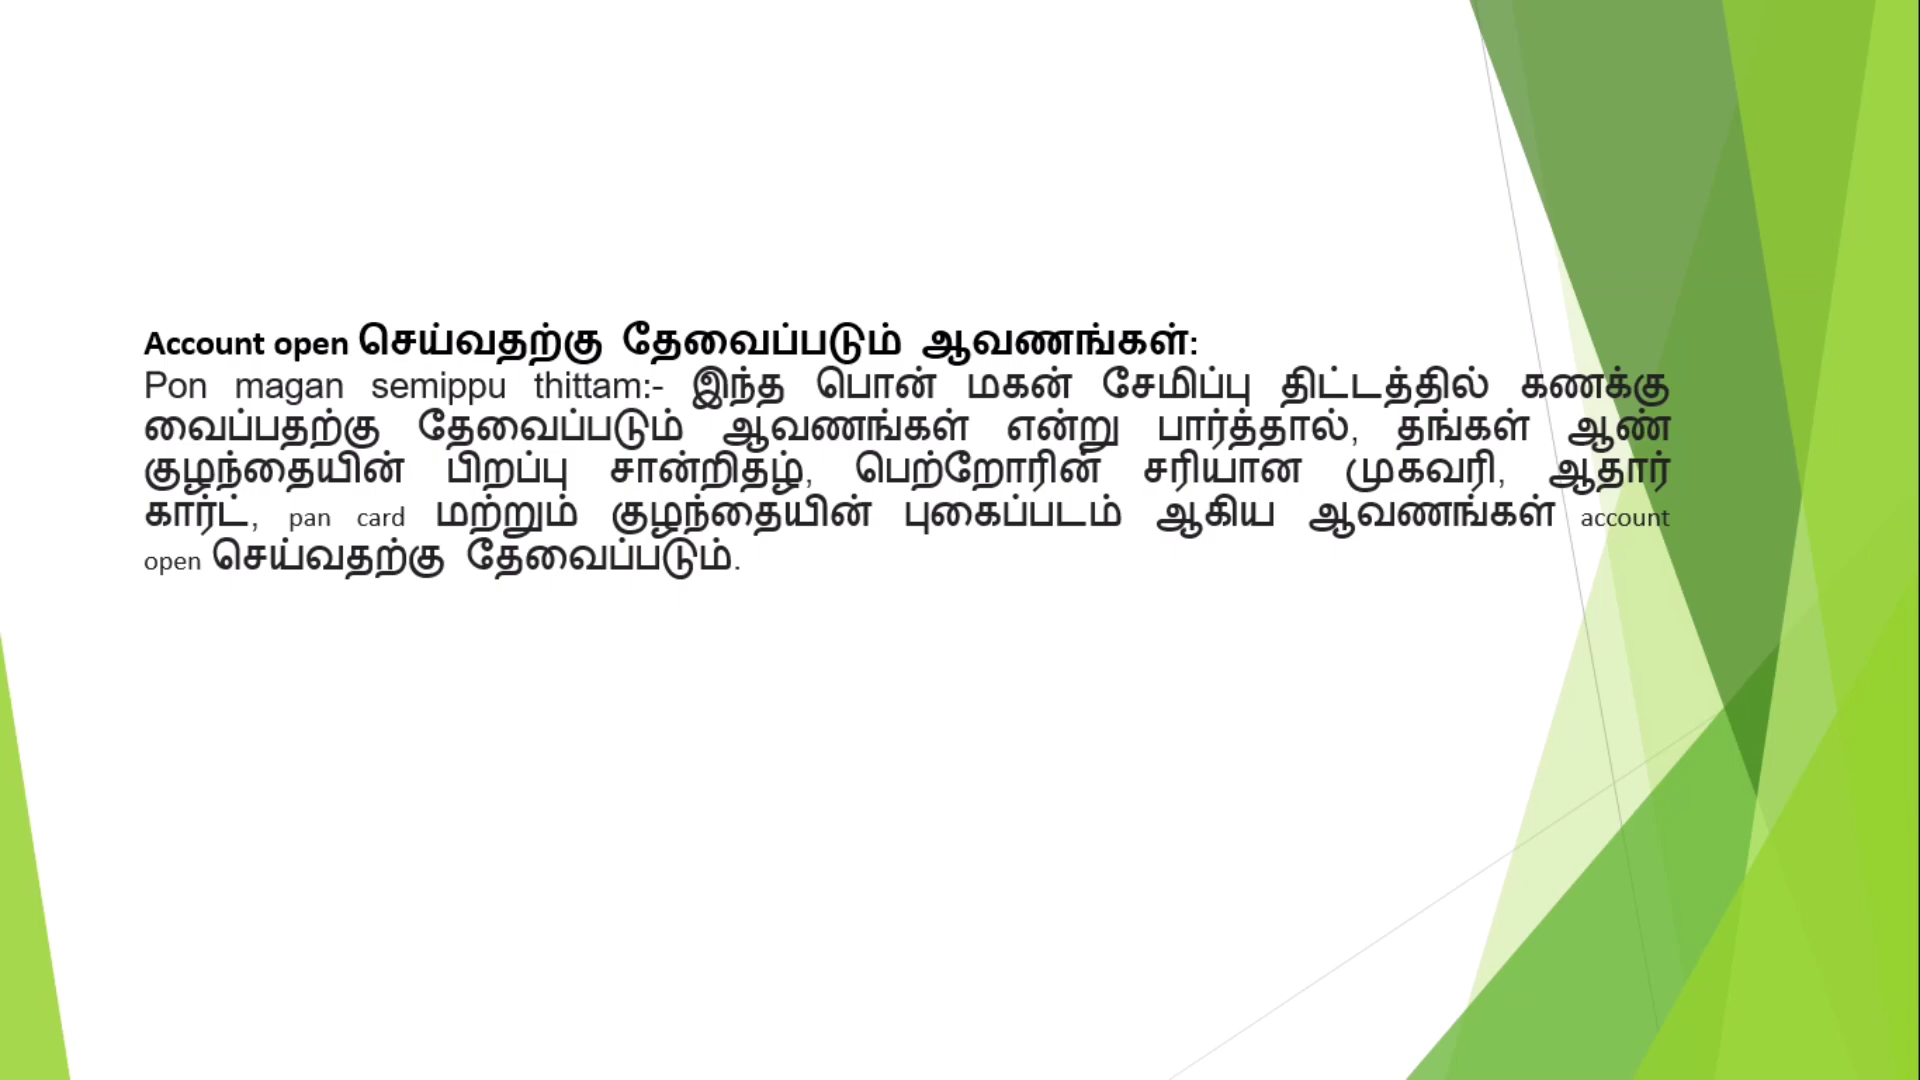 Account open செய்வதற்கு தேவைப்படும் ஆவணங்கள்:
Pon magan semippu thittam:- இந்த பொன் மகன் சேமிப்பு திட்டத்தில் கணக்கு
வைப்பதற்கு தேவைப்படும் ஆவணங்கள் என்று பார்த்தால், தங்கள் ஆண்
குழந்தையின் பிறப்பு சான்றிதழ், பெற்றோரின் சரியான முகவரி, ஆதார்
கார்ட், pan card மற்றும் குழந்தையின் புகைப்படம் ஆகிய ஆவணங்கள் account
open செய்வதற்கு தேவைப்படும்.